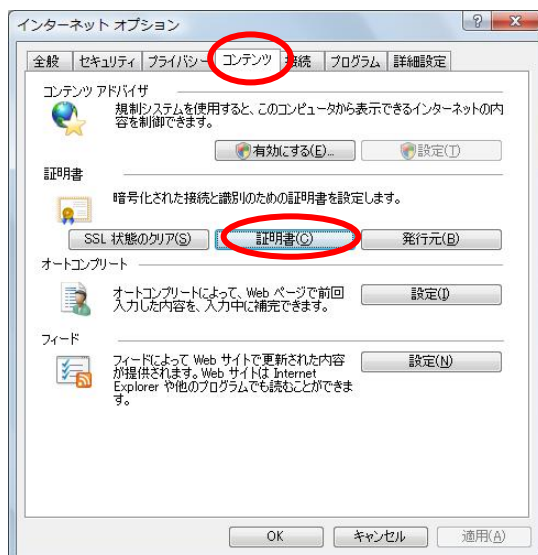 インターネット オプション
全般 セキュリティ プライバシー コンテンツ 接続 プログラム 詳細設定
コンテンツ アドバイザ
規制システムを使用すると、このコンピュータから表示できるインターネットの内
容を制御できます。
有効にする(E)... 設定(T)
証明書
暗号化された接続と識別のための証明書を設定します。
SSL 状態のクリア(S) 証明書(C) 発行元(B)
オートコンプリート
オートコンプリートによって、Web ページで前回
入力した内容を、入力中に補完できます。
設定(I)
フィード
フィードによって Web サイトで更新された内容
が提供されます。Web サイトは Internet
Explorer や他のプログラムでも読むことができま
す。
設定(N)
OK キャンセル 適用(A)